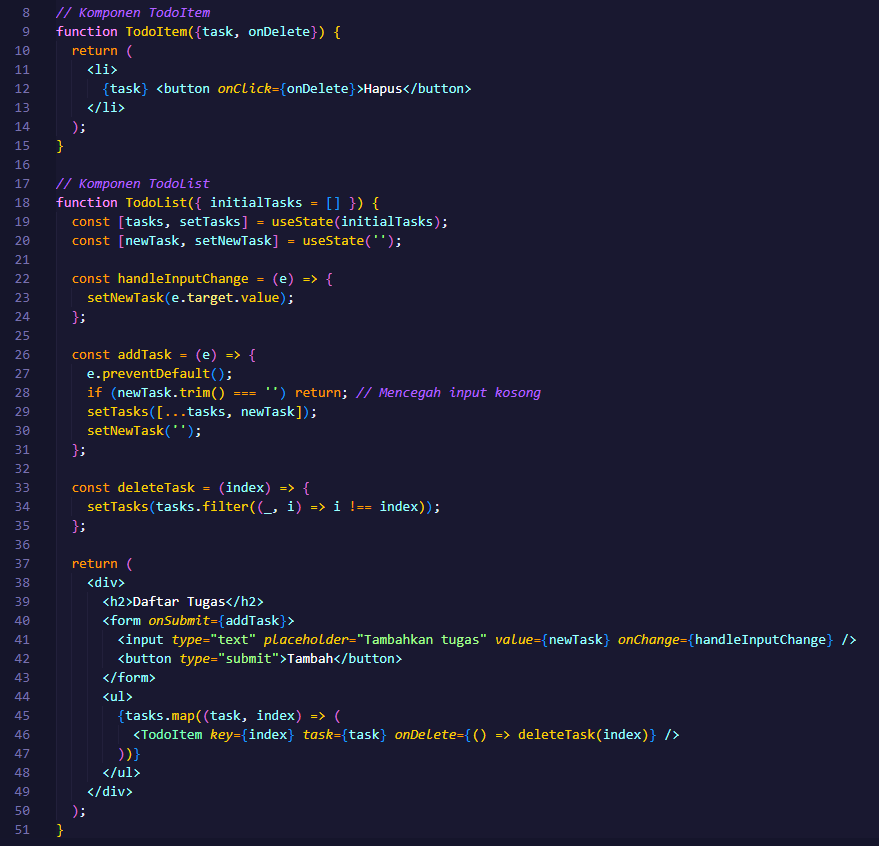 8 // Komponen TodoItem
9 function TodoItem({task, onDelete}) {
10   return (
11     <li>
12       {task} <button onClick={onDelete}>Hapus</button>
13     </li>
14   );
15 }
16
17 // Komponen TodoList
18 function TodoList({ initialTasks = [] }) {
19   const [tasks, setTasks] = useState(initialTasks);
20   const [newTask, setNewTask] = useState('');
21
22   const handleInputChange = (e) => {
23     setNewTask(e.target.value);
24   };
25
26   const addTask = (e) => {
27     e.preventDefault();
28     if (newTask.trim() === '') return; // Mencegah input kosong
29     setTasks([...tasks, newTask]);
30     setNewTask('');
31   };
32
33   const deleteTask = (index) => {
34     setTasks(tasks.filter((_, i) => i !== index));
35   };
36
37   return (
38     <div>
39       <h2>Daftar Tugas</h2>
40       <form onSubmit={addTask}>
41         <input type="text" placeholder="Tambahkan tugas" value={newTask} onChange={handleInputChange} />
42         <button type="submit">Tambah</button>
43       </form>
44       <ul>
45         {tasks.map((task, index) => (
46           <TodoItem key={index} task={task} onDelete={() => deleteTask(index)} />
47         ))}
48       </ul>
49     </div>
50   );
51 }